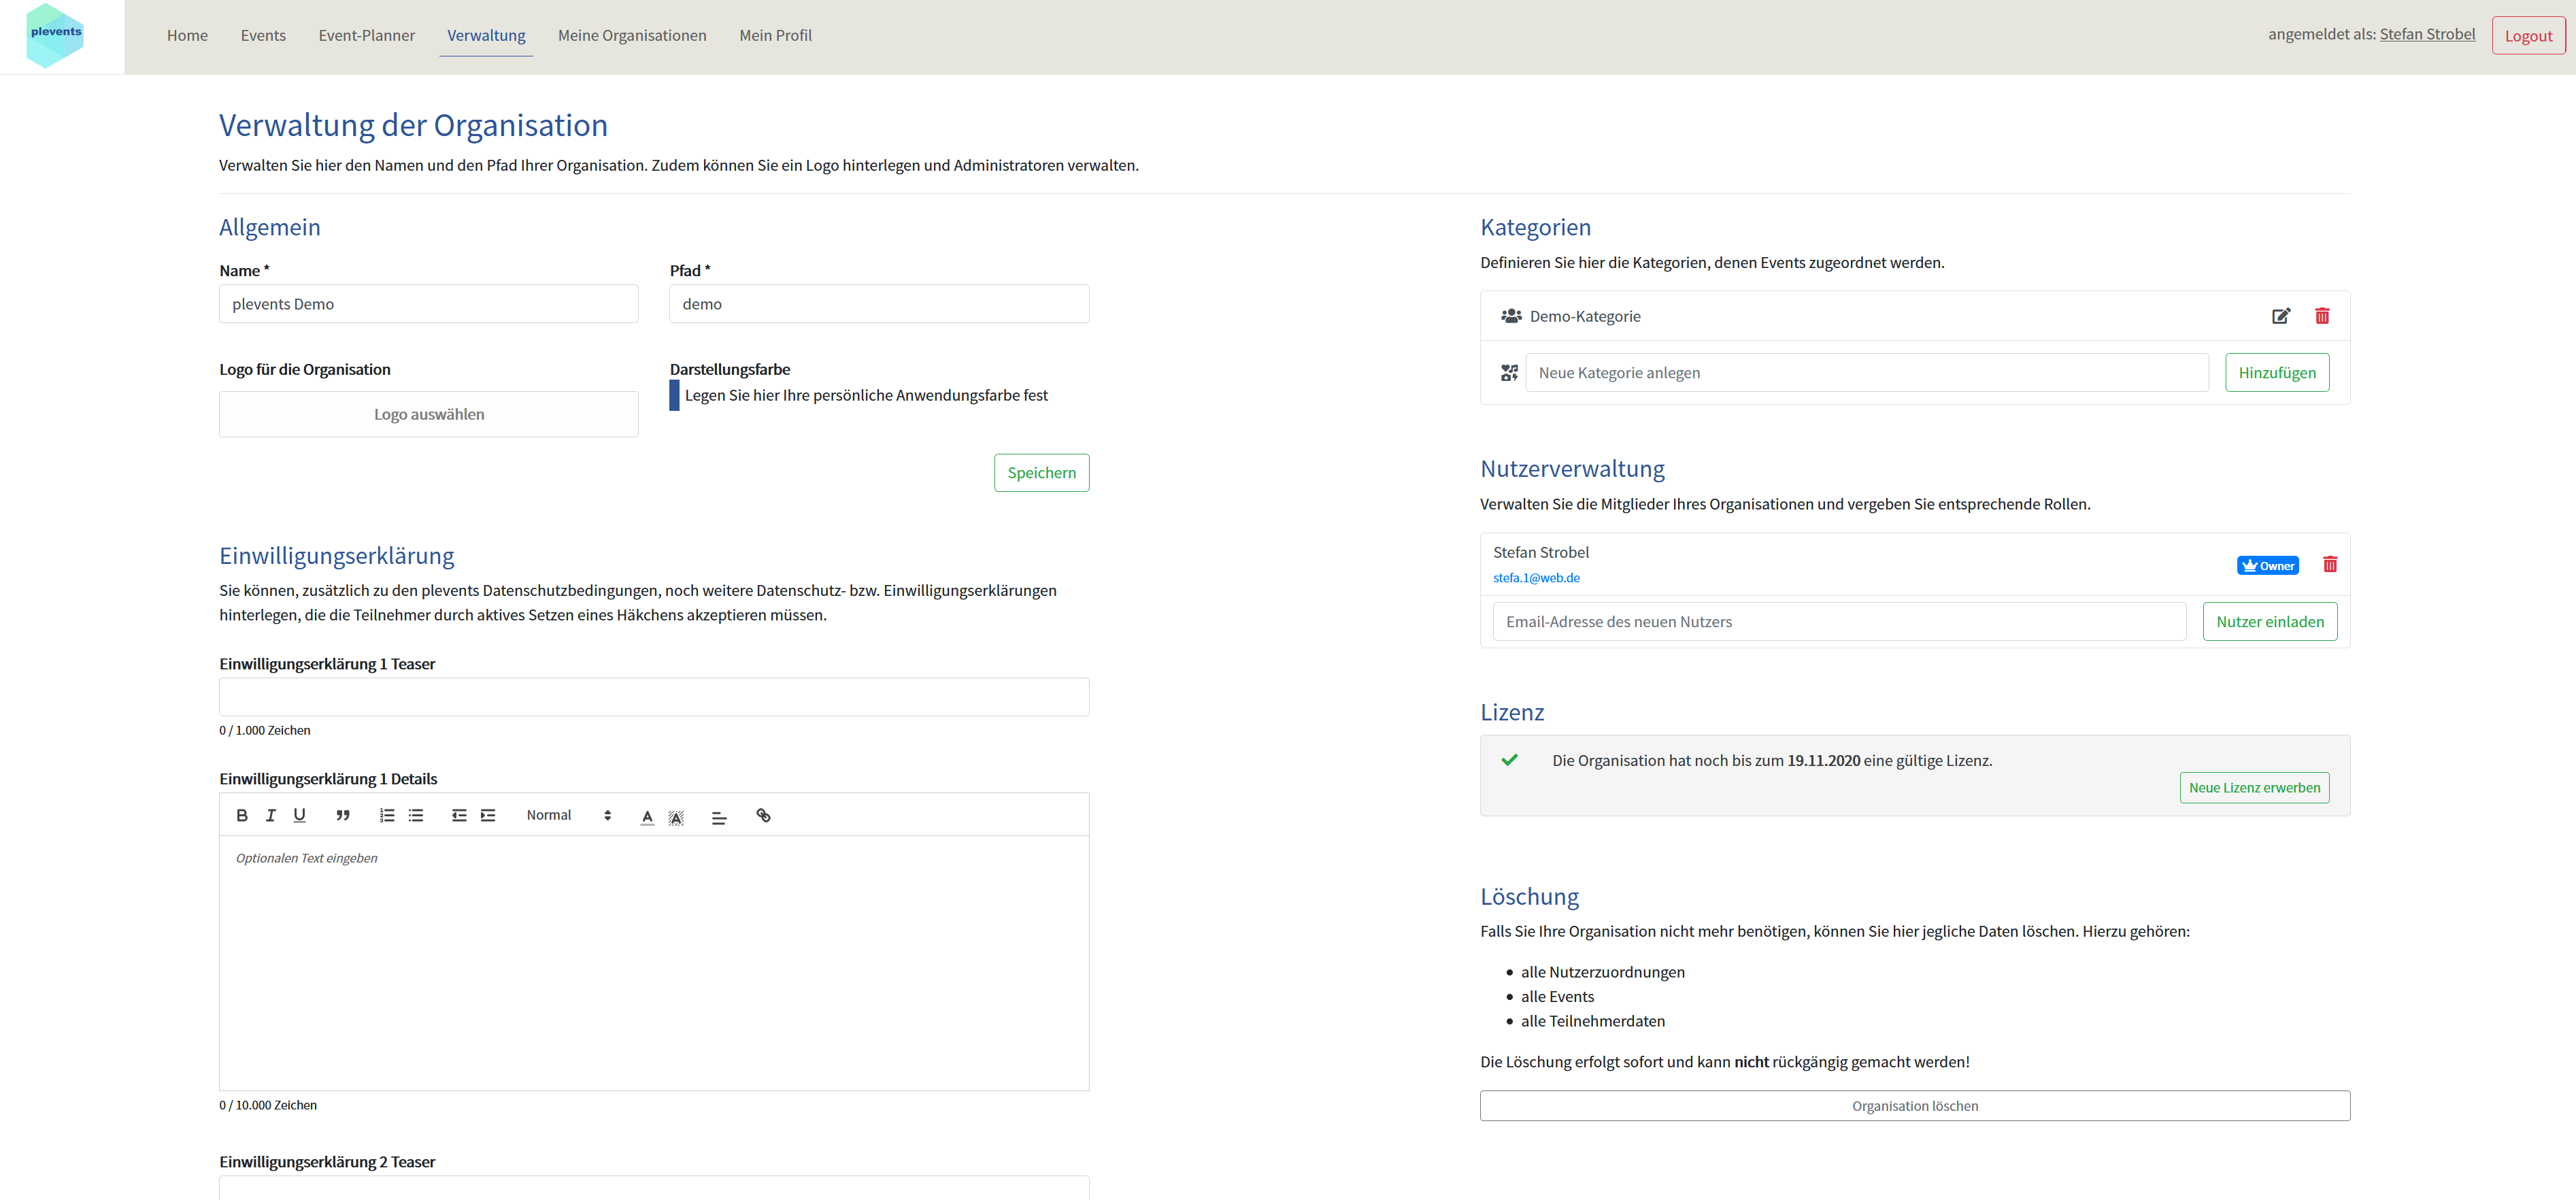 plevents
Home Events Event-Planner Verwaltung Meine Organisationen Mein Profil
angemeldet als: Stefan Strobel Logout
Verwaltung der Organisation
Verwalten Sie hier den Namen und den Pfad Ihrer Organisation. Zudem können Sie ein Logo hinterlegen und Administratoren verwalten.
Allgemein
Name * Pfad *
plevents Demo demo
Logo für die Organisation Darstellungsfarbe
Logo auswählen Legen Sie hier Ihre persönliche Anwendungsfarbe fest
Speichern
Einwilligungserklärung
Sie können, zusätzlich zu den plevents Datenschutzbedingungen, noch weitere Datenschutz- bzw. Einwilligungserklärungen
hinterlegen, die die Teilnehmer durch aktives Setzen eines Häkchens akzeptieren müssen.
Einwilligungserklärung 1 Teaser
0 / 1.000 Zeichen
Einwilligungserklärung 1 Details
Normal
Optionalen Text eingeben
0 / 10.000 Zeichen
Einwilligungserklärung 2 Teaser
Kategorien
Definieren Sie hier die Kategorien, denen Events zugeordnet werden.
Demo-Kategorie
Neue Kategorie anlegen Hinzufügen
Nutzerverwaltung
Verwalten Sie die Mitglieder Ihres Organisationen und vergeben Sie entsprechende Rollen.
Stefan Strobel
stefa.1@web.de Owner
Email-Adresse des neuen Nutzers Nutzer einladen
Lizenz
Die Organisation hat noch bis zum 19.11.2020 eine gültige Lizenz.
Neue Lizenz erwerben
Löschung
Falls Sie Ihre Organisation nicht mehr benötigen, können Sie hier jegliche Daten löschen. Hierzu gehören:
• alle Nutzerzuordnungen
• alle Events
• alle Teilnehmerdaten
Die Löschung erfolgt sofort und kann nicht rückgängig gemacht werden!
Organisation löschen